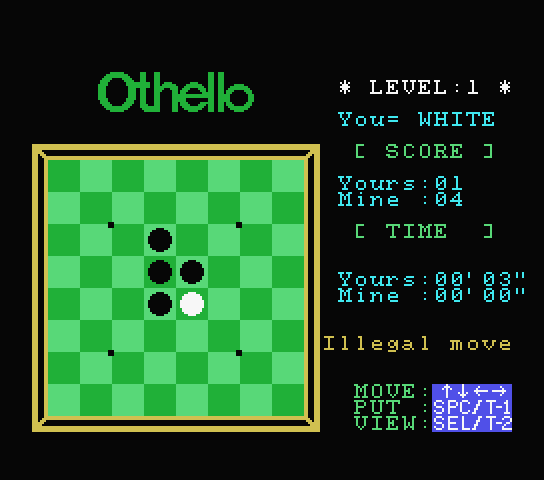 Othello
* LEVEL:1 *
You= WHITE
[ SCORE ]
Yours:01
Mine :04
[ TIME ]
Yours:00'03"
Mine :00'00"
Illegal move
MOVE:↑↓←→
PUT :SPC/T-1
VIEW:SEL/T-2